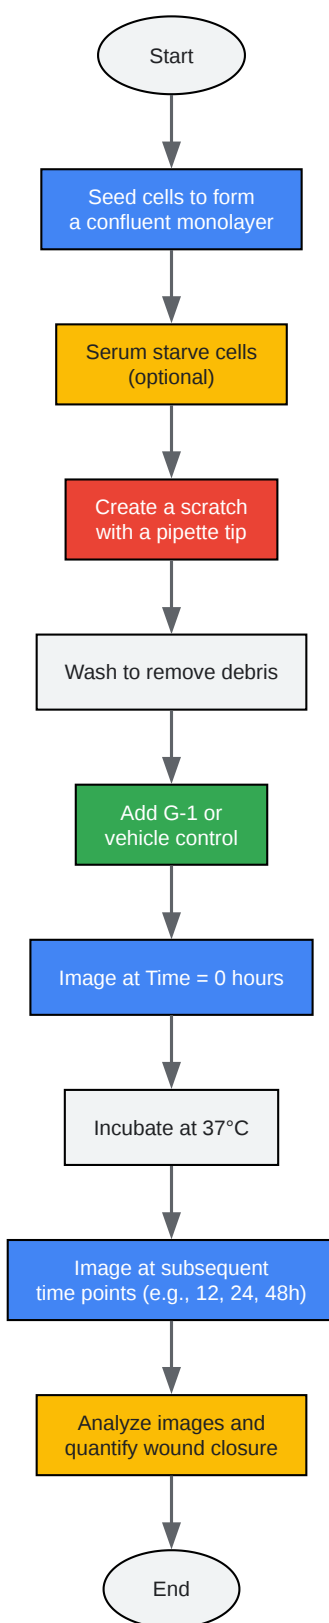 Start
Seed cells to form
a confluent monolayer
Serum starve cells
(optional)
Create a scratch
with a pipette tip
Wash to remove debris
Add G-1 or
vehicle control
Image at Time = 0 hours
Incubate at 37°C
Image at subsequent
time points (e.g., 12, 24, 48h)
Analyze images and
quantify wound closure
End